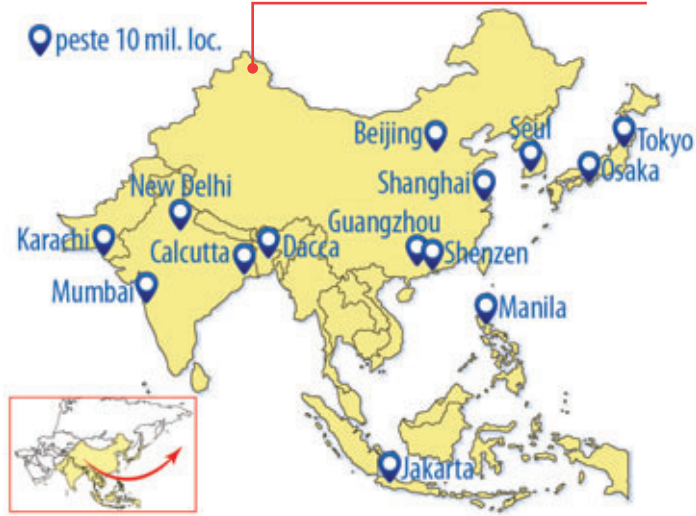 peste 10 mil. loc.
Beijing
Seul
Tokyo
Osaka
Shanghai
New Delhi
Guangzhou
Karachi
Calcutta
Dacca
Shenzen
Mumbai
Manila
Jakarta